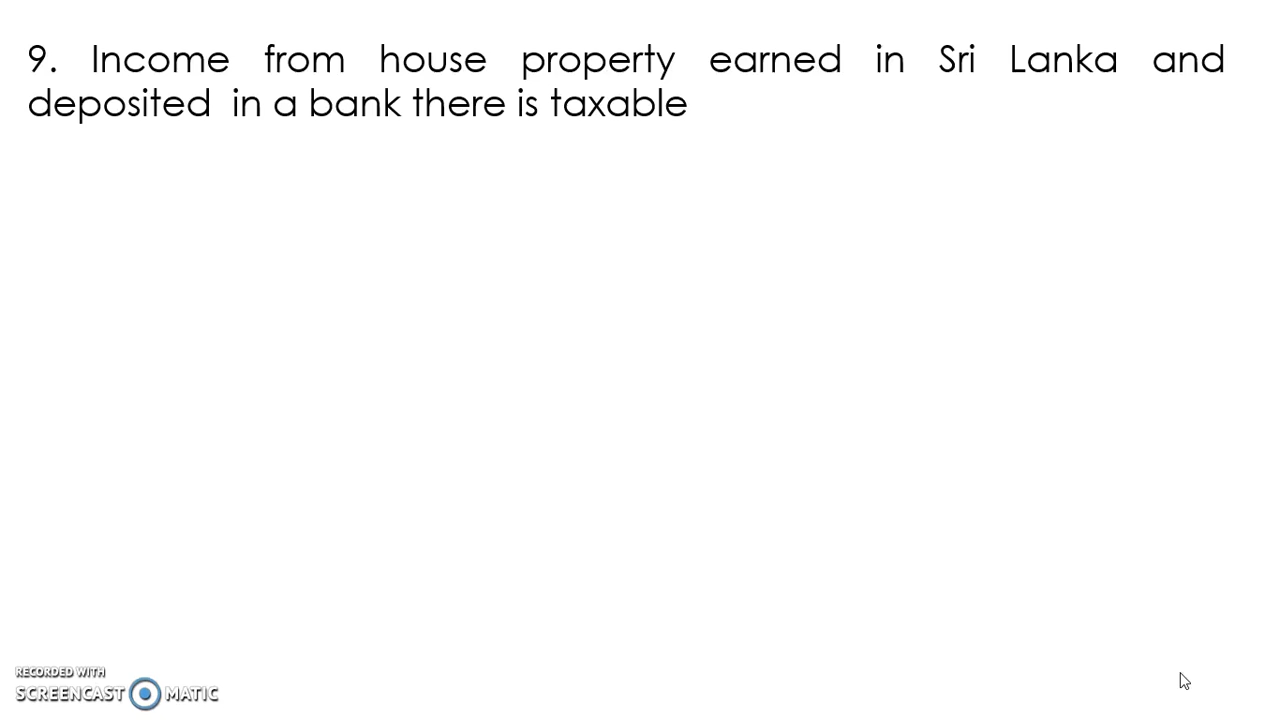 9. Income from house property earned in Sri Lanka and
deposited in a bank there is taxable
RECORDED WITH
SCREENCAST MATIC